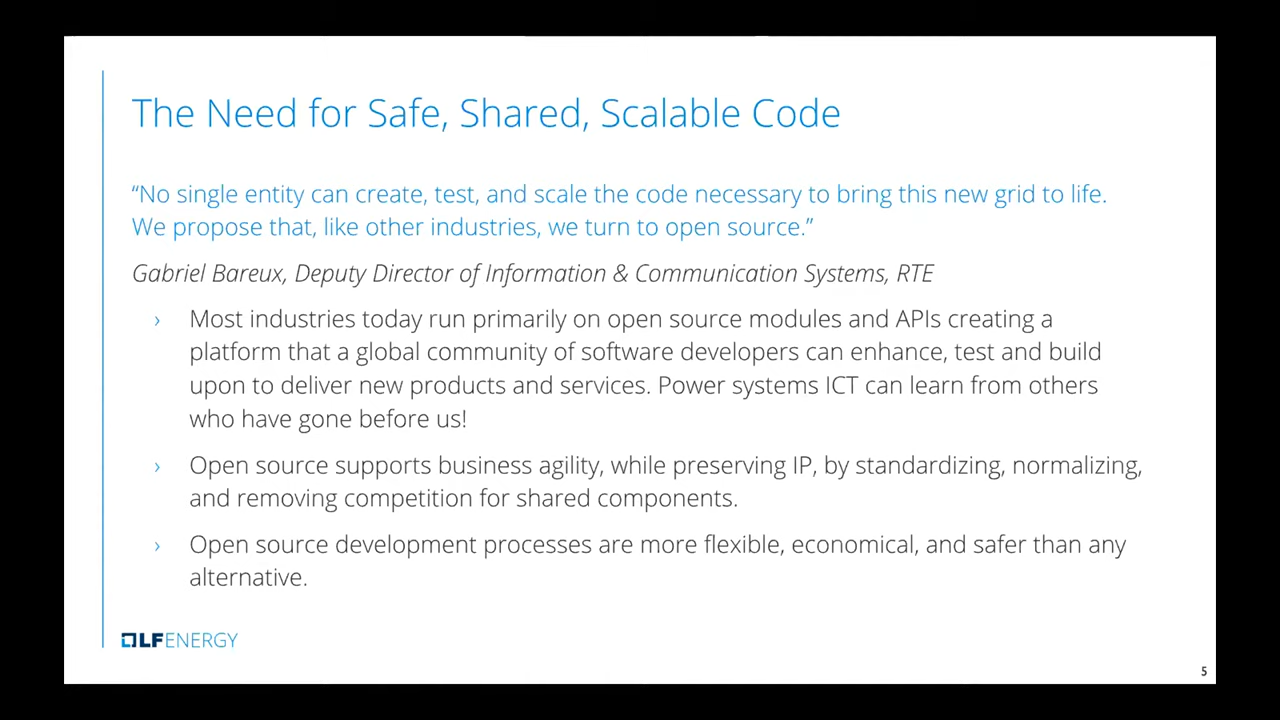 The Need for Safe, Shared, Scalable Code
“No single entity can create, test, and scale the code necessary to bring this new grid to life.
We propose that, like other industries, we turn to open source.”
Gabriel Bareux, Deputy Director of Information & Communication Systems, RTE
› Most industries today run primarily on open source modules and APIs creating a
platform that a global community of software developers can enhance, test and build
upon to deliver new products and services. Power systems ICT can learn from others
who have gone before us!
› Open source supports business agility, while preserving IP, by standardizing, normalizing,
and removing competition for shared components.
› Open source development processes are more flexible, economical, and safer than any
alternative.
LFENERGY
5